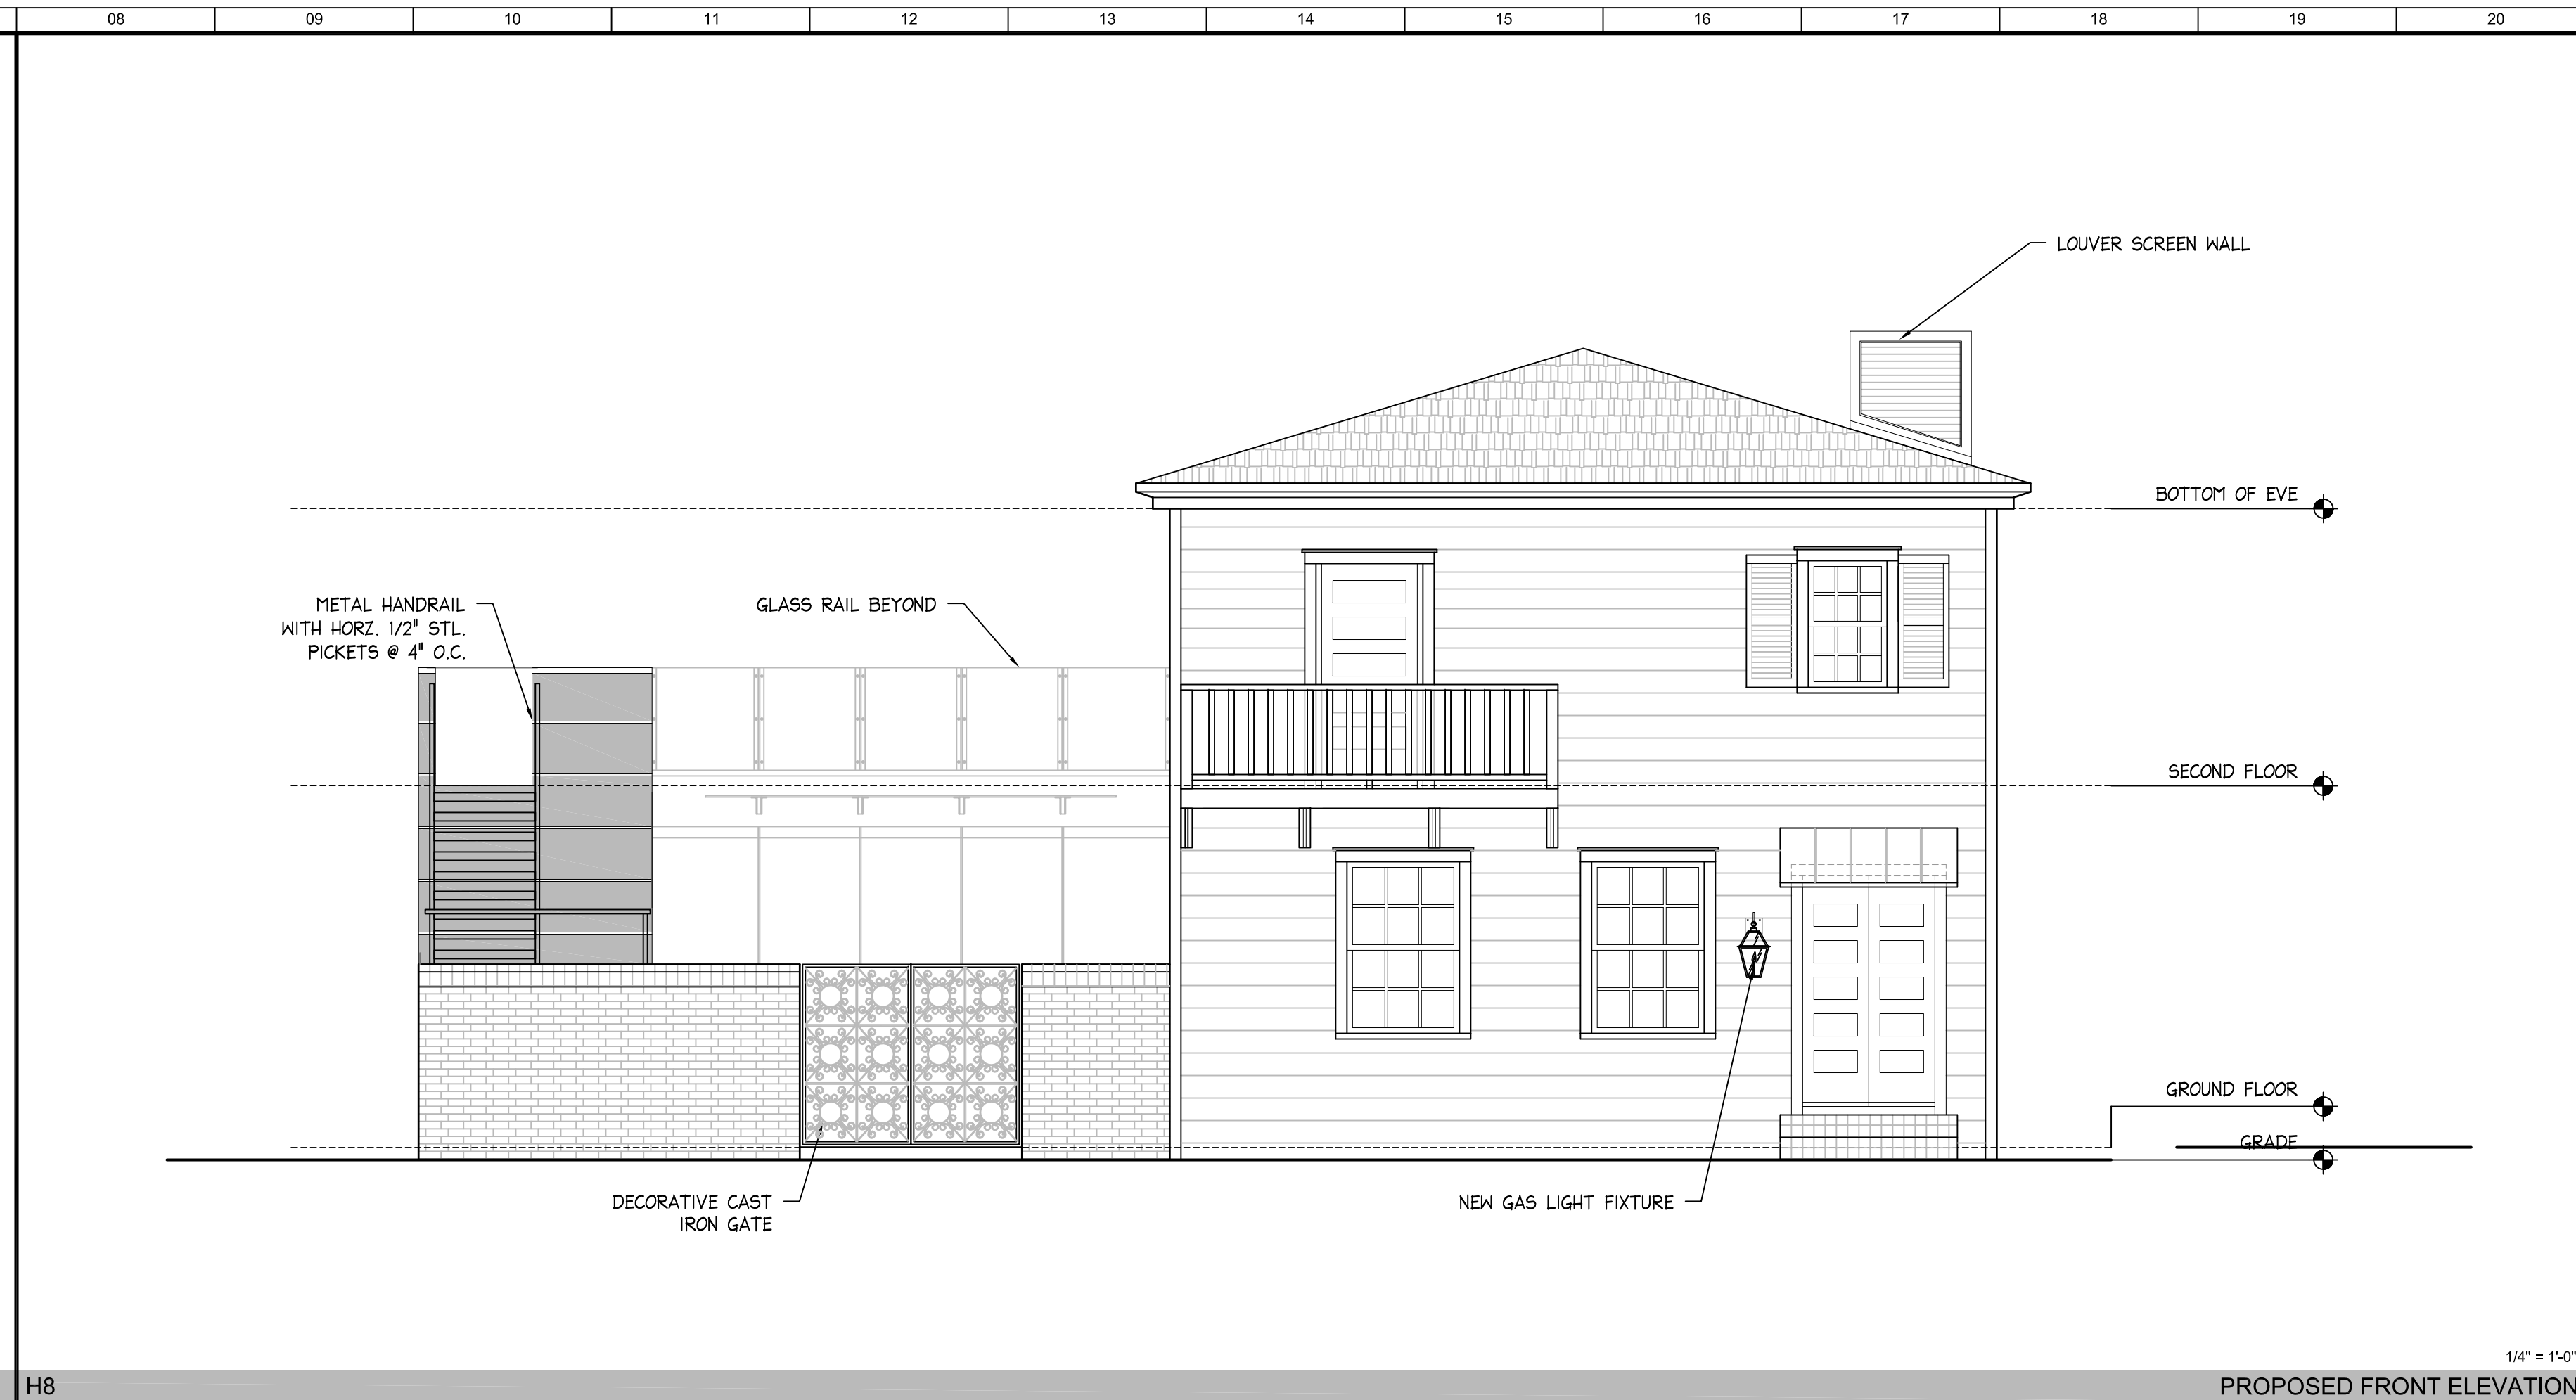 08 09 10 11 12 13 14 15 16 17 18 19 20
LOUVER SCREEN WALL
BOTTOM OF EVE
METAL HANDRAIL
WITH HORZ. 1/2" STL.
PICKETS @ 4" O.C.
GLASS RAIL BEYOND
SECOND FLOOR
GROUND FLOOR
GRADE
DECORATIVE CAST
IRON GATE
NEW GAS LIGHT FIXTURE
1/4" = 1'-0"
H8
PROPOSED FRONT ELEVATION